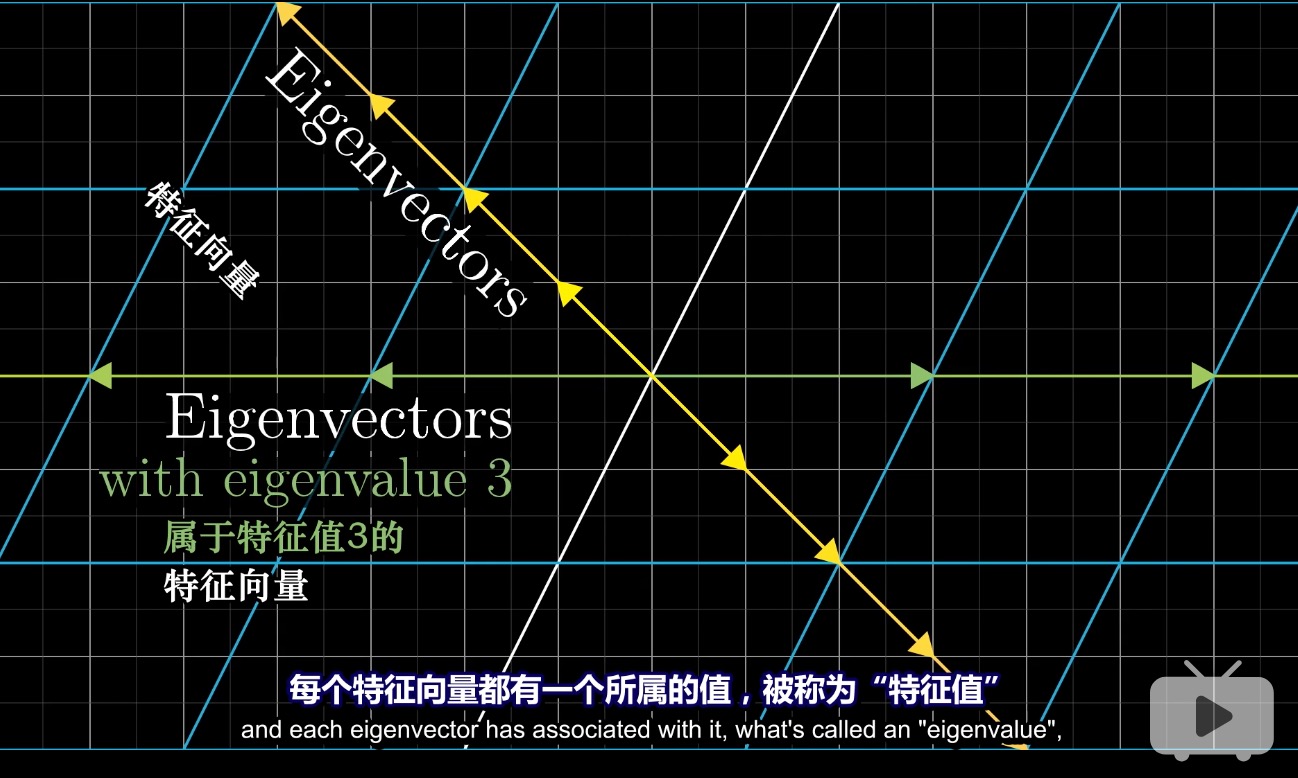 Eigenvectors
特征向量
Eigenvectors
with eigenvalue 3
属于特征值3的
特征向量
每个特征向量都有一个所属的值，被称为“特征值”
and each eigenvector has associated with it, what's called an "eigenvalue",